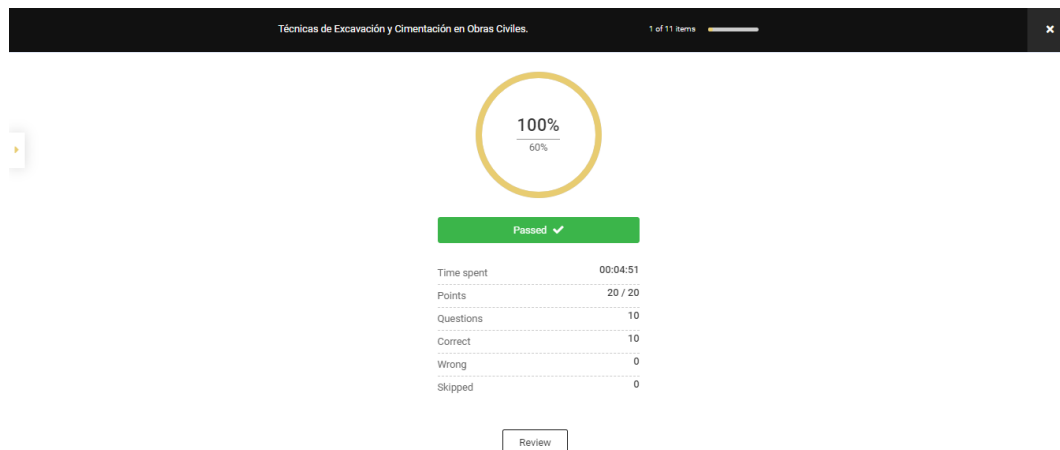 Técnicas de Excavación y Cimentación en Obras Civiles. 1 of 11 items
100%
60%
Passed
Time spent 00:04:51
Points 20 / 20
Questions 10
Correct 10
Wrong 0
Skipped 0
Review